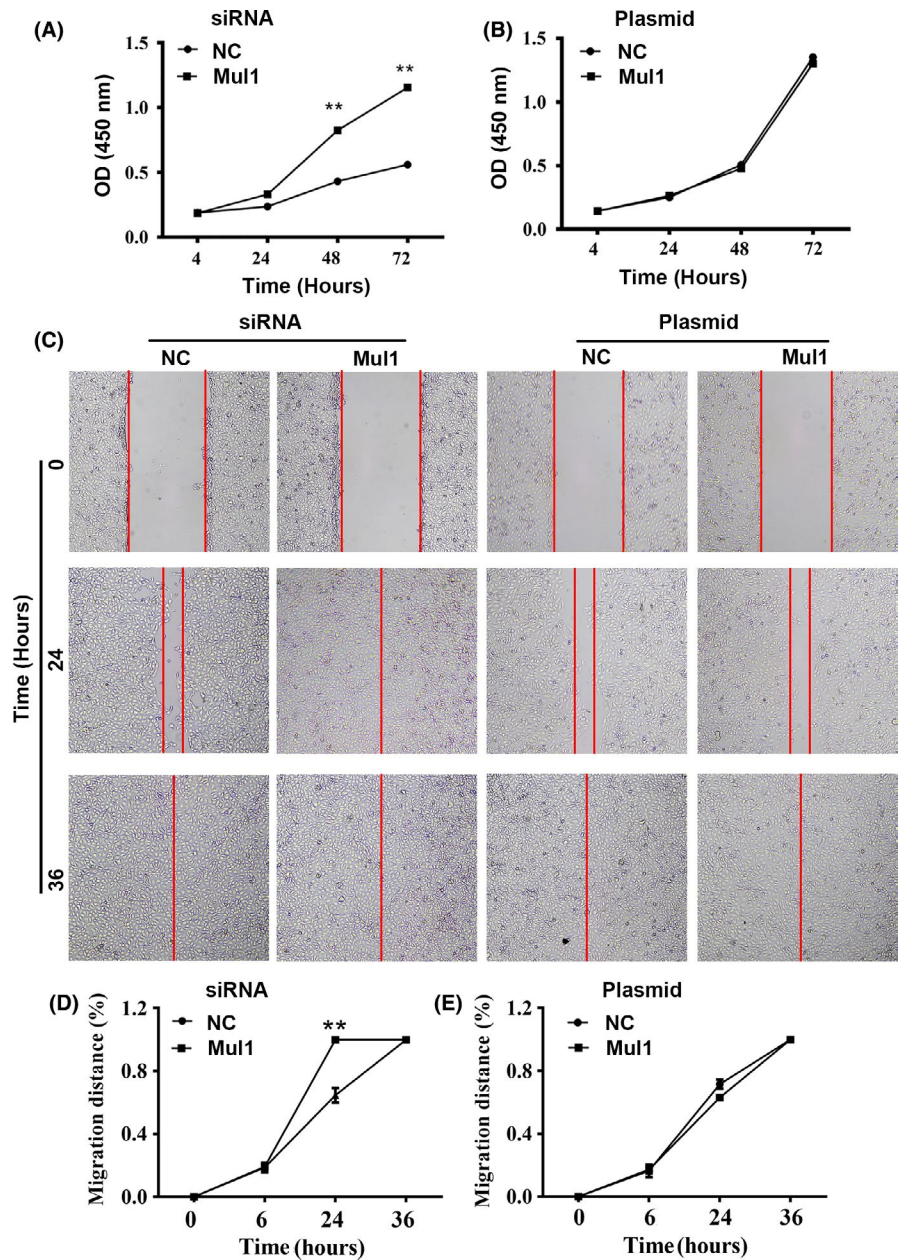 (A)
siRNA
NC
Mul1
**
**
OD (450 nm)
1.5
1.0
0.5
0.0
4 24 48 72
Time (Hours)
(B)
Plasmid
NC
Mul1
OD (450 nm)
1.5
1.0
0.5
0.0
4 24 48 72
Time (Hours)
(C)
siRNA Plasmid
NC Mul1 NC Mul1
Time (Hours)
0
24
36
(D)
siRNA
NC
Mul1
**
Migration distance (%)
1.2
0.8
0.4
0.0
0 6 24 36
Time (hours)
(E)
Plasmid
NC
Mul1
Migration distance (%)
1.2
0.8
0.4
0.0
0 6 24 36
Time (hours)